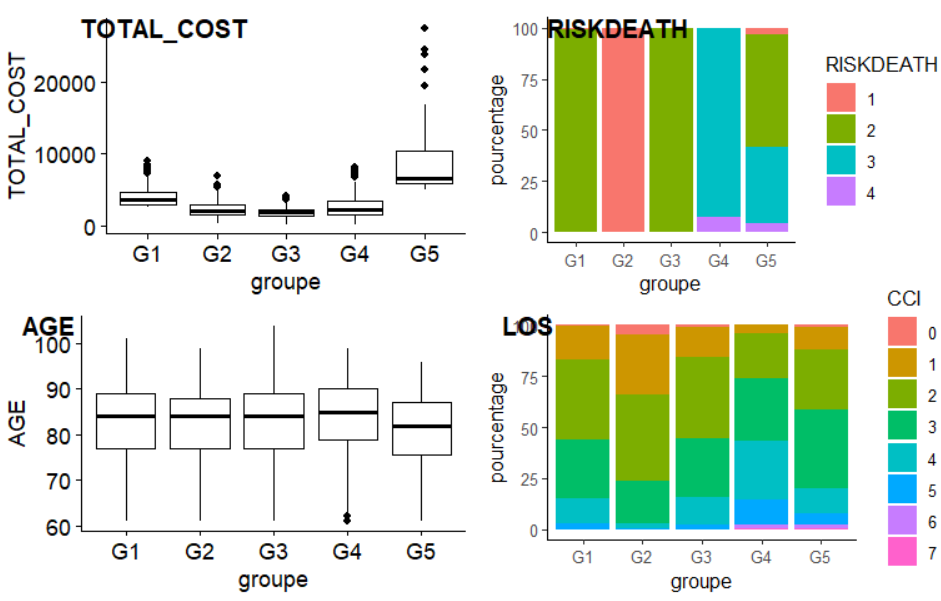 TOTAL_COST
TOTAL_COST
20000
10000
0
G1 G2 G3 G4 G5
groupe
RISKDEATH
pourcentage
100
75
50
25
0
G1 G2 G3 G4 G5
groupe
RISKDEATH
1
2
3
4
AGE
AGE
100
90
80
70
60
G1 G2 G3 G4 G5
groupe
LOS
pourcentage
75
50
25
0
G1 G2 G3 G4 G5
groupe
CCI
0
1
2
3
4
5
6
7